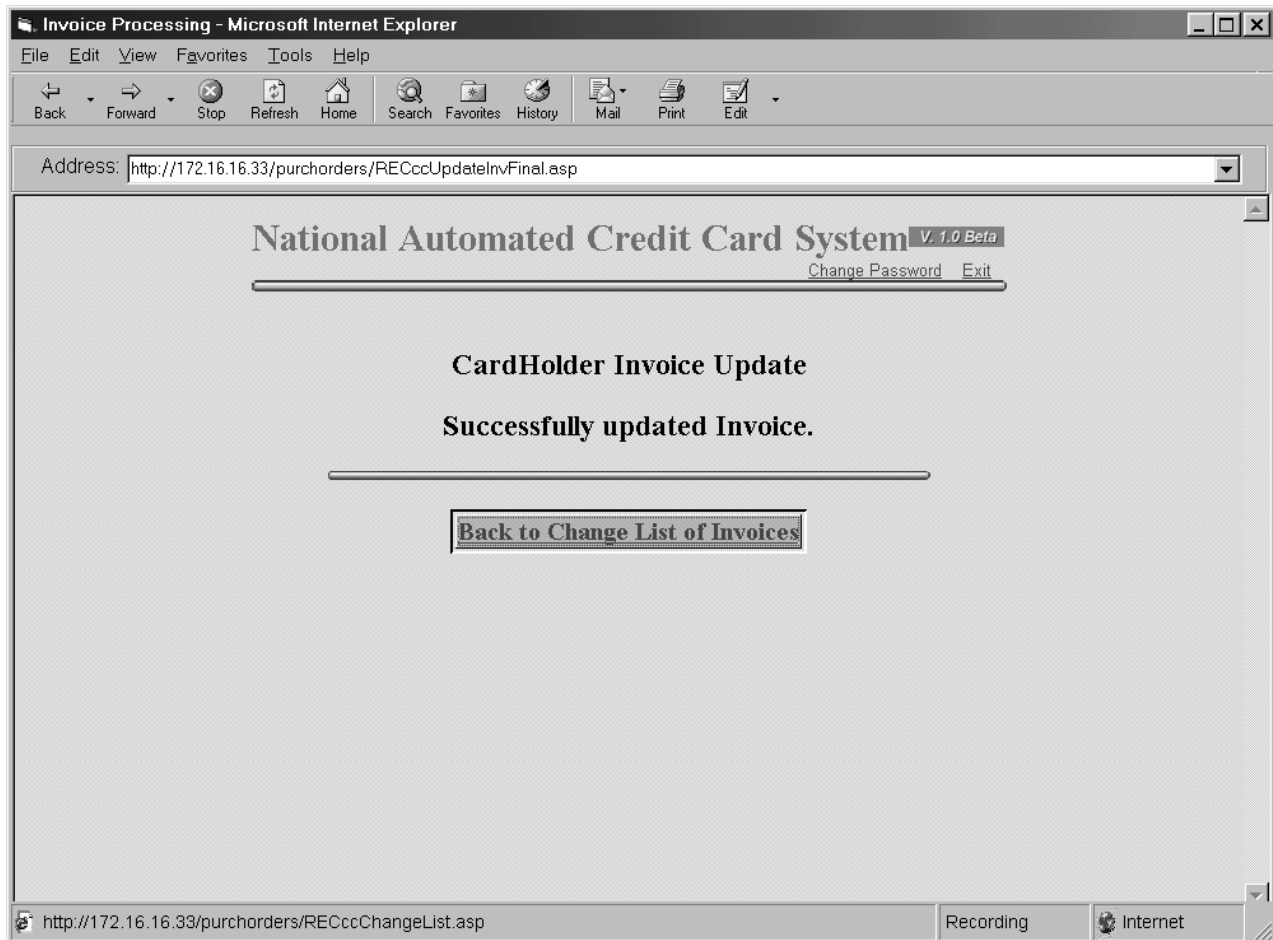 Invoice Processing - Microsoft Internet Explorer
File Edit View Favorites Tools Help
Back Forward Stop Refresh Home Search Favorites History Mail Print Edit
Address: http://172.16.16.33/purchorders/RECccUpdateInvFinal.asp
National Automated Credit Card System V. 1.0 Beta
Change Password Exit
CardHolder Invoice Update
Successfully updated Invoice.
Back to Change List of Invoices
http://172.16.16.33/purchorders/RECccChangeList.asp Recording Internet